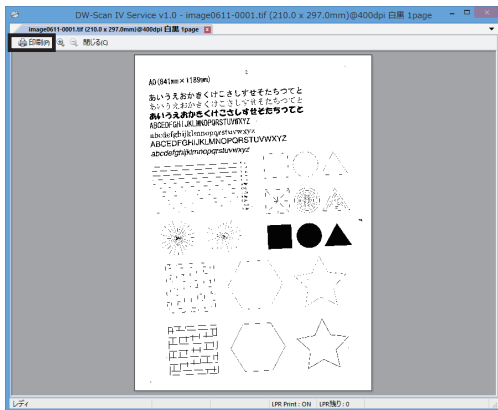 DW-Scan IV Service v1.0 - image0611-0001.tif (210.0 x 297.0mm)@400dpi 白黒 1page
image0611-0001.tif (210.0 x 297.0mm)@400dpi 白黒 1page
印刷(P) 閉じる(C)
A0(841mm×1189mm)
あいうえおかきくけこさしすせそたちつてと
あいうえおかきくけこさしすせそたちつてと
あいうえおかきくけこさしすせそたちつてと
ABCEDFGHIJKLMNOPQRSTUVWXYZ
abcdefghijklmnopqrstuvwxyz
ABCEDFGHIJKLMNOPQRSTUVWXYZ
abcdefghijklmnopqrstuvwxyz
レディ LPR Print : ON LPR残り : 0